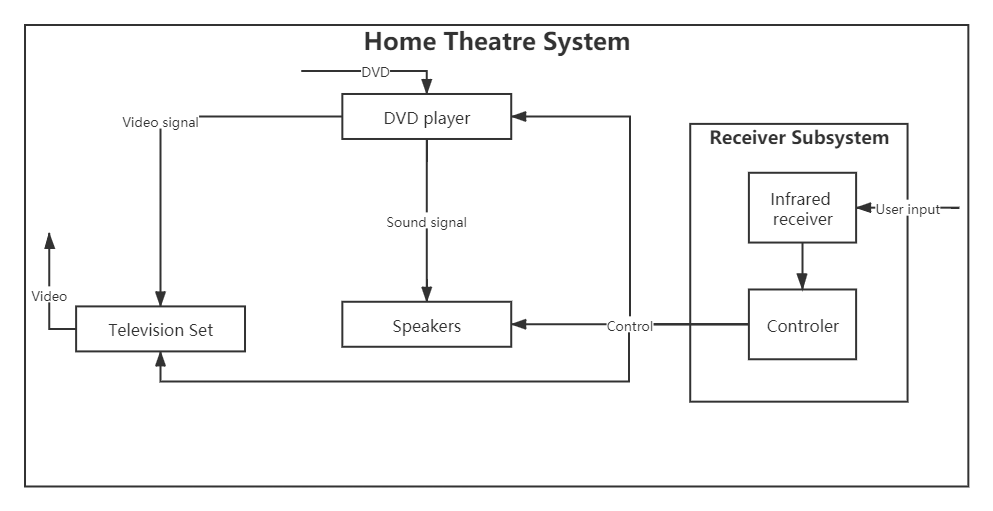 Home Theatre System
DVD
DVD player
Video signal
Receiver Subsystem
Infrared
receiver
User input
Sound signal
Video
Television Set
Speakers
Control
Controler